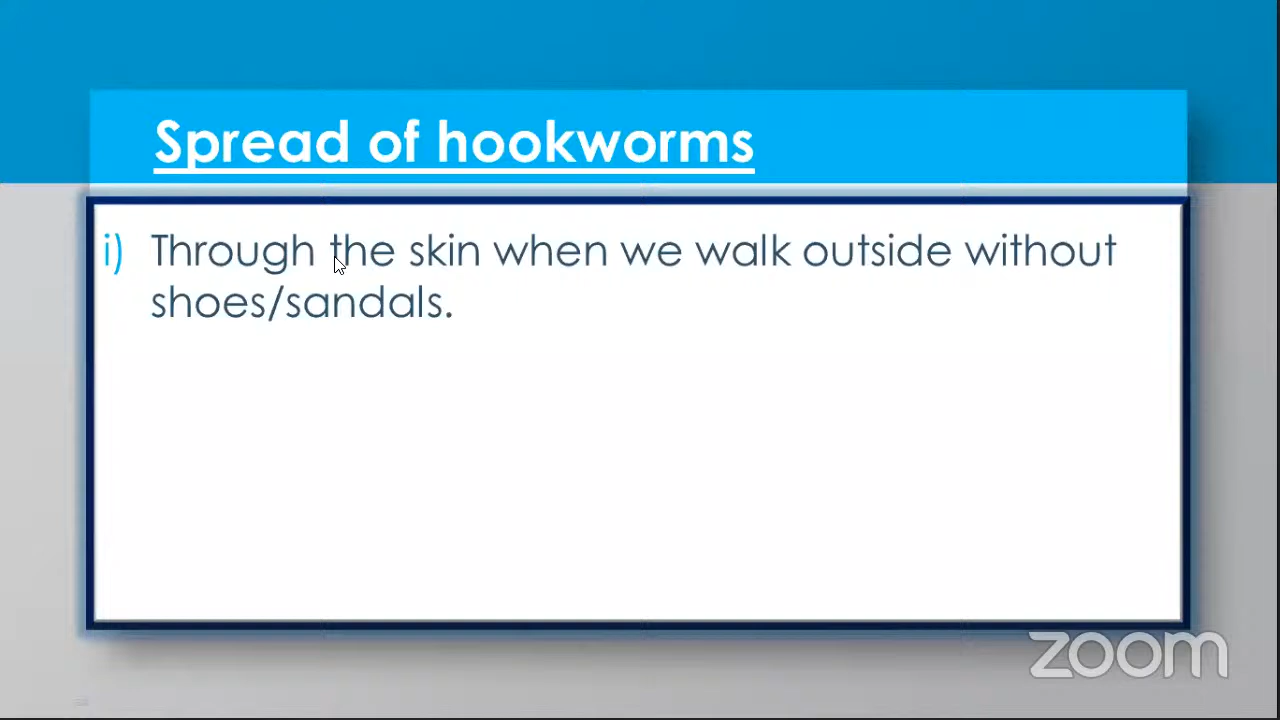 Spread of hookworms
i) Through the skin when we walk outside without
shoes/sandals.
zoom